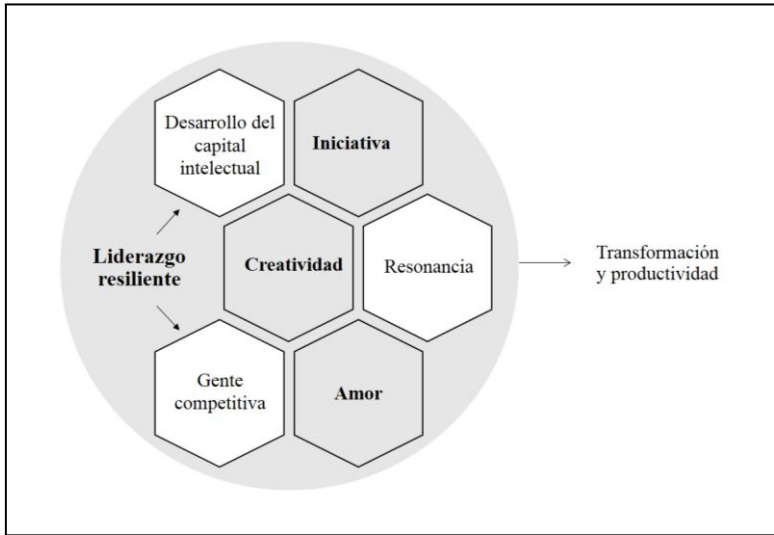 Desarrollo del
capital
intelectual
Iniciativa
Liderazgo
resiliente
Creatividad
Resonancia
Transformación
y productividad
Gente
competitiva
Amor